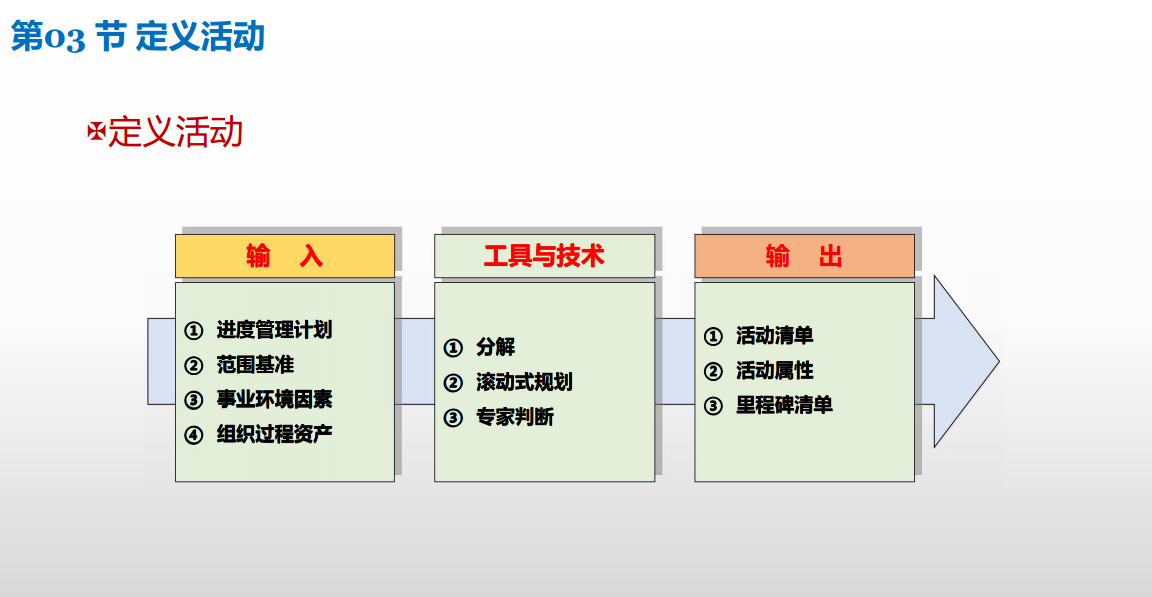 第03 节 定义活动
✠定义活动
输 入
① 进度管理计划
② 范围基准
③ 事业环境因素
④ 组织过程资产
工具与技术
① 分解
② 滚动式规划
③ 专家判断
输 出
① 活动清单
② 活动属性
③ 里程碑清单